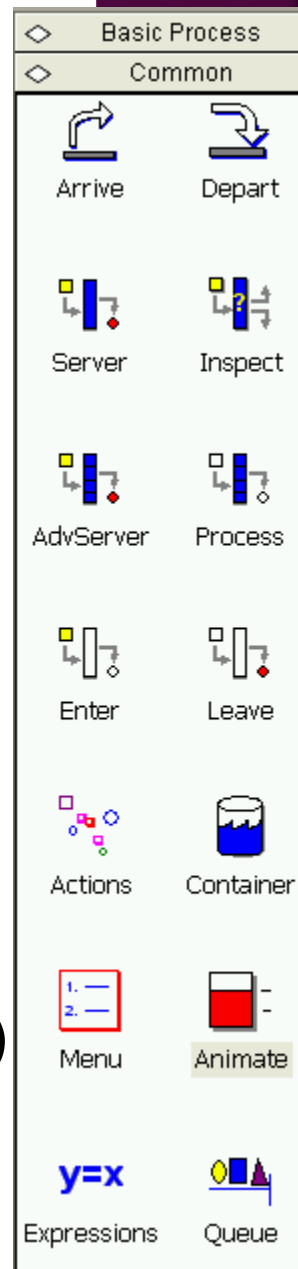 Basic Process
Common
Arrive Depart
?
Server Inspect
AdvServer Process
Enter Leave
Actions Container
1.
2.
)
Menu Animate
y=x
Expressions Queue